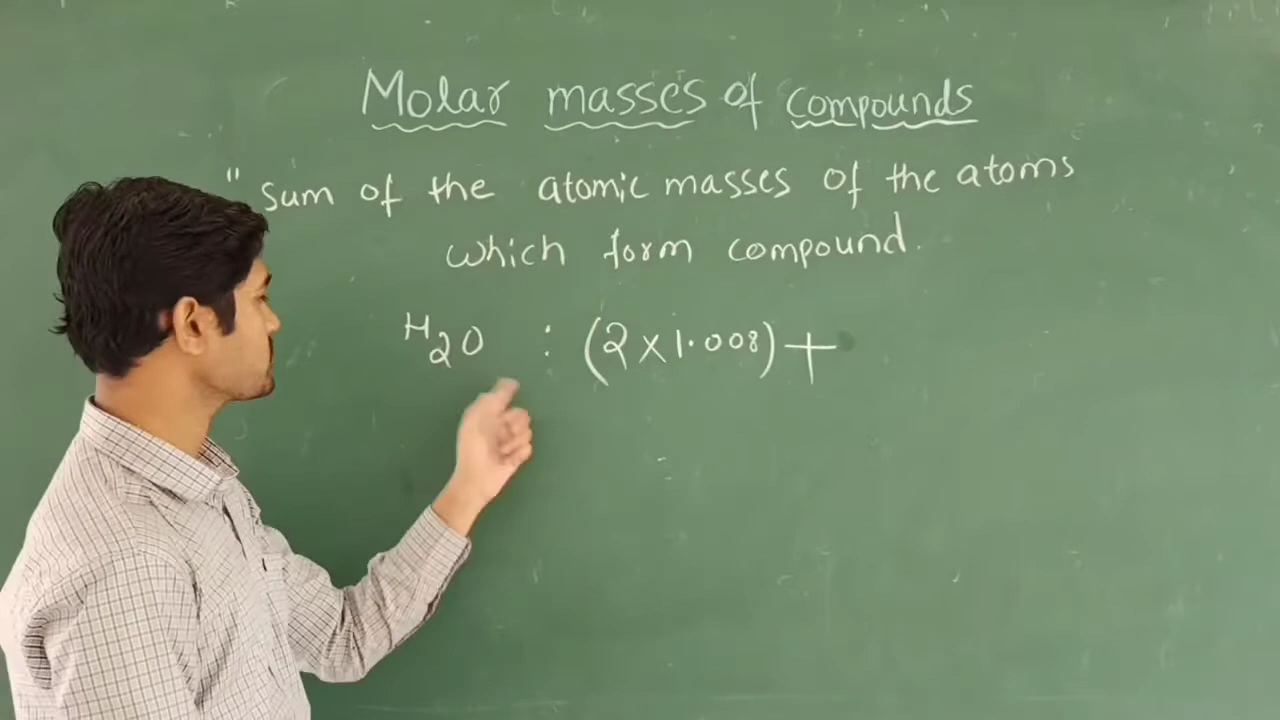 Molar masses of compounds
" Sum of the atomic masses of the atoms
which form compound.
H2O : (2 × 1.008) +